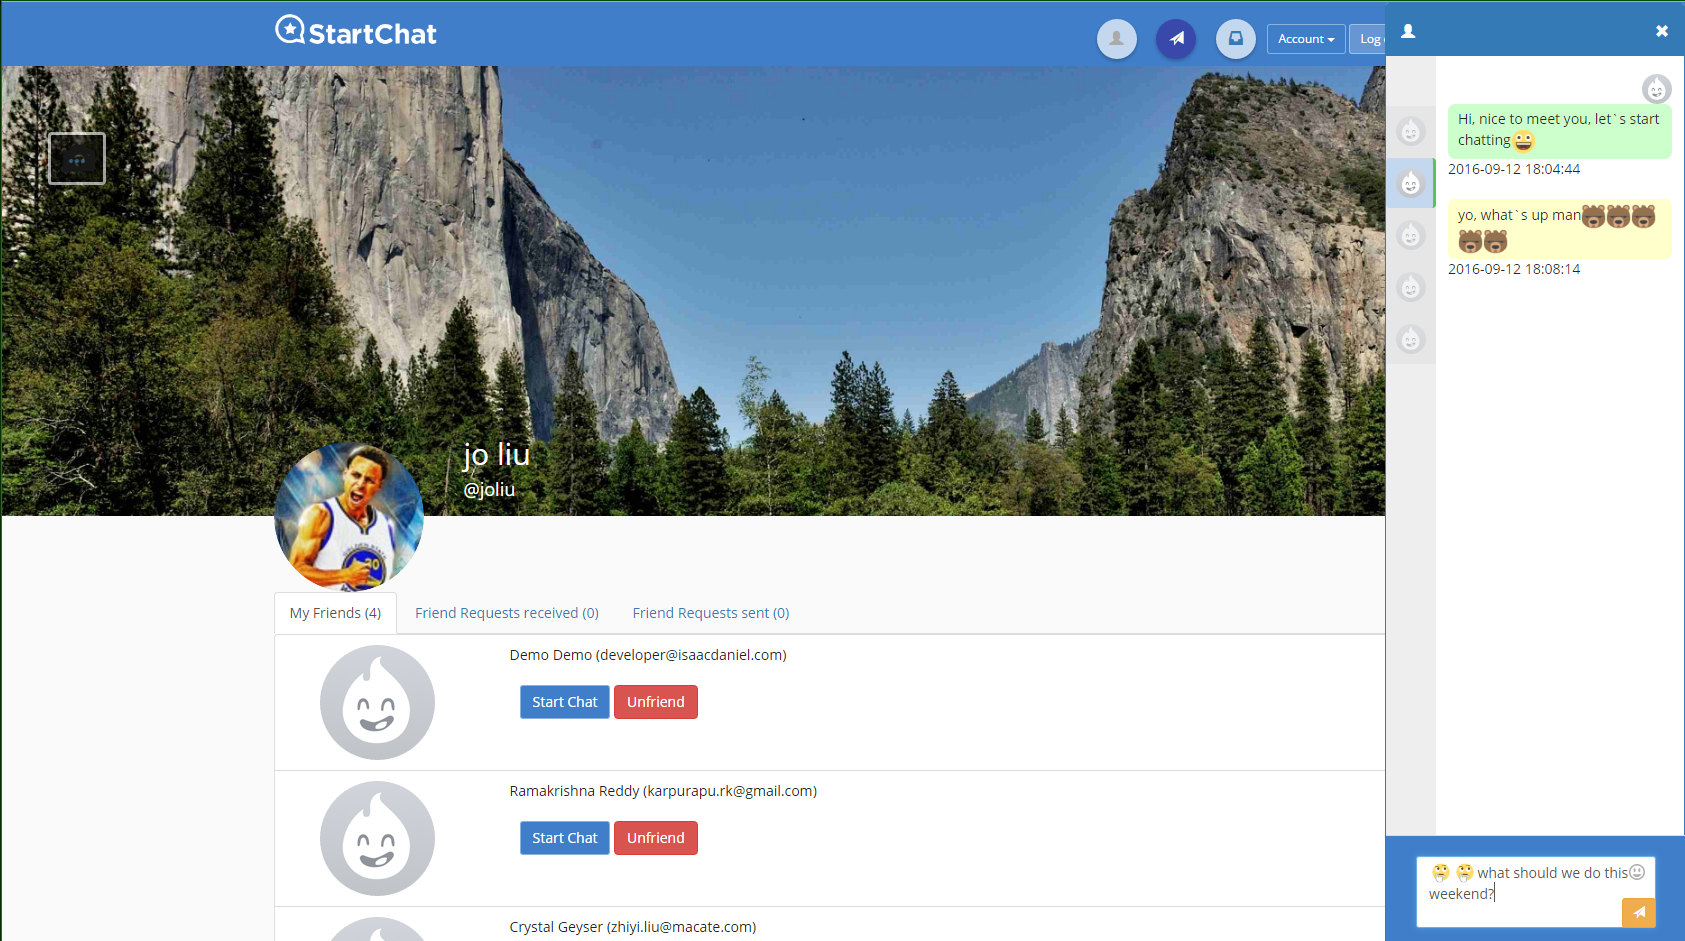 StartChat
Account
Log
jo liu
@joliu
My Friends (4)
Friend Requests received (0)
Friend Requests sent (0)
Demo Demo (developer@isaacdaniel.com)
Start Chat
Unfriend
Ramakrishna Reddy (karpurapu.rk@gmail.com)
Start Chat
Unfriend
Crystal Geyser (zhiyi.liu@macate.com)
Hi, nice to meet you, let`s start
chatting😀
2016-09-12 18:04:44
yo, what`s up man🐻🐻🐻
🐻🐻
2016-09-12 18:08:14
🤔 🤔 what should we do this
weekend?